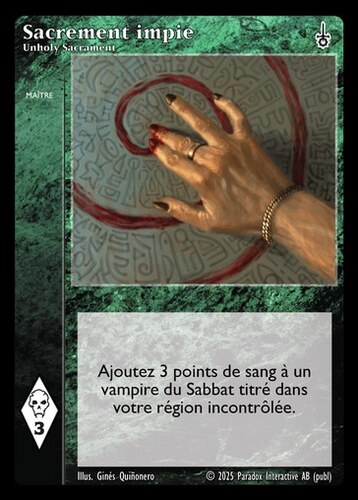 Sacrement impie
Unholy Sacrament
MAÎTRE
Ajoutez 3 points de sang à un
vampire du Sabbat titré dans
votre région incontrôlée.
3
Illus. Ginés Quiñonero
© 2025 Paradox Interactive AB (publ)